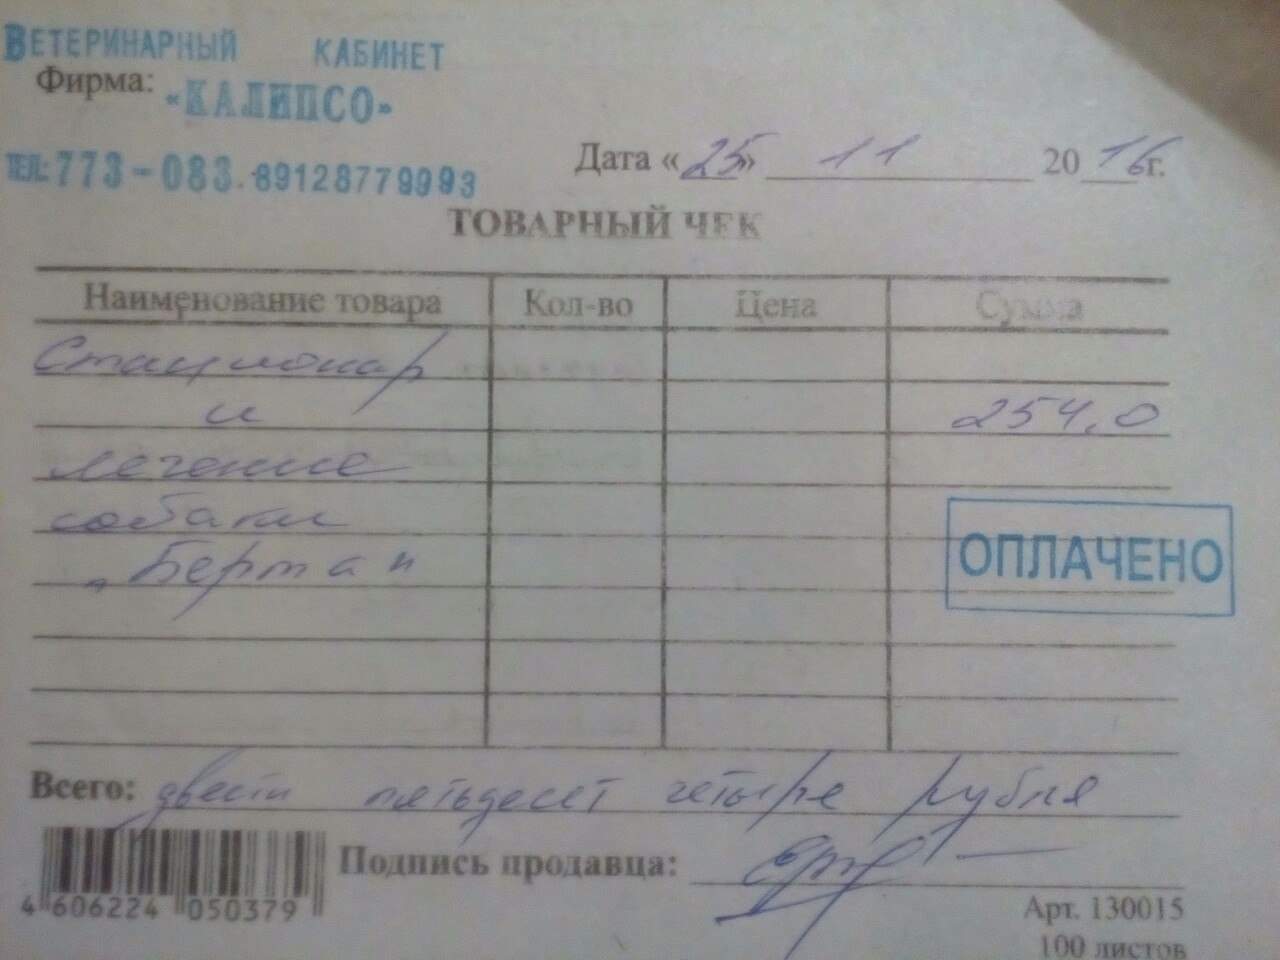 ВЕТЕРИНАРНЫЙ КАБИНЕТ
Фирма: «КАЛИПСО»
ТЕЛ: 773-083. 89128779993
Дата «25» 11 2016г.
ТОВАРНЫЙ ЧЕК
Наименование товара Кол-во Цена Сумма
Стационар
и 254,0
лечение
собаки
"Берта"
ОПЛАЧЕНО
Всего: двести пятьдесят четыре рубля
Подпись продавца:
4 606224 050379
Арт. 130015
100 листов